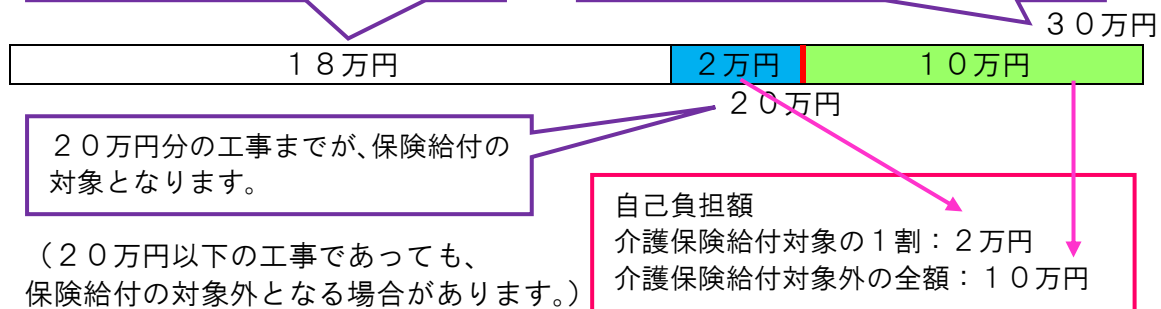 ３０万円
１８万円 ２万円 １０万円
２０万円
２０万円分の工事までが、保険給付の
対象となります。
（２０万円以下の工事であっても、
保険給付の対象外となる場合があります。）
自己負担額
介護保険給付対象の１割：２万円
介護保険給付対象外の全額：１０万円